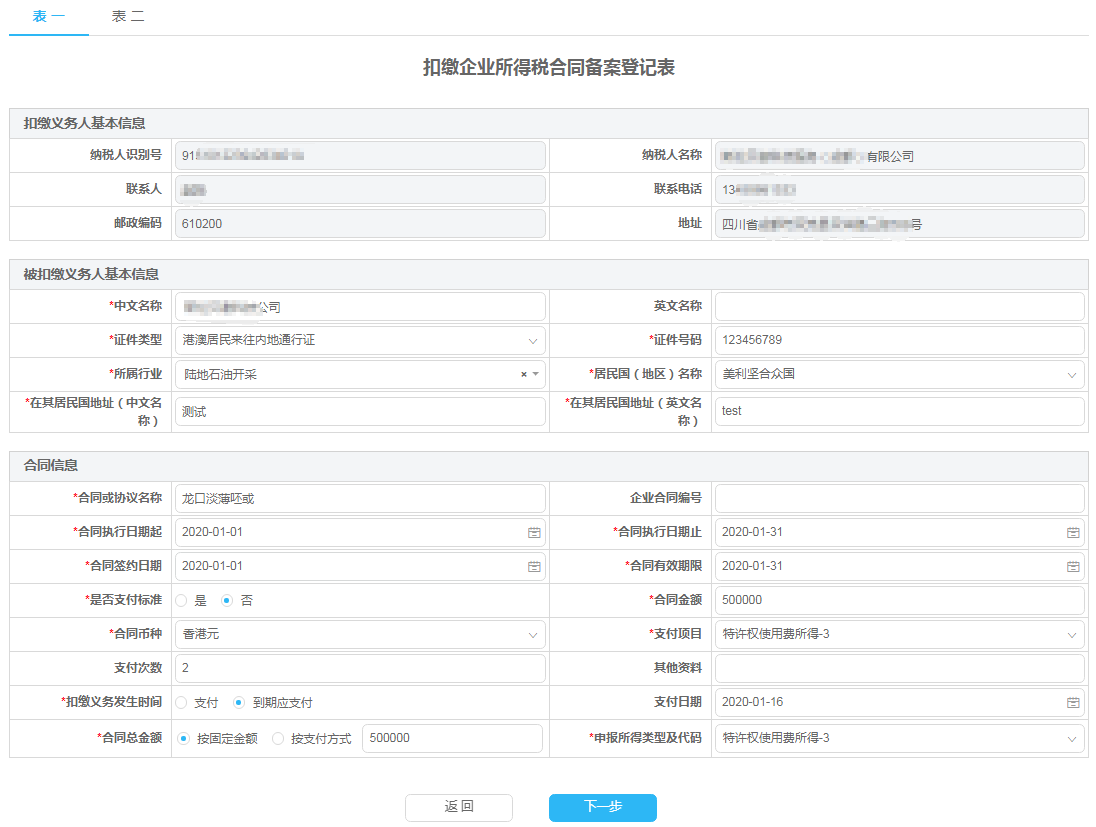 表一 表二
扣缴企业所得税合同备案登记表
扣缴义务人基本信息
纳税人识别号 91 纳税人名称 有限公司
联系人 联系电话 13
邮政编码 610200 地址 四川省 号
被扣缴义务人基本信息
*中文名称 公司 英文名称
*证件类型 港澳居民来往内地通行证 *证件号码 123456789
*所属行业 陆地石油开采 × *居民国（地区）名称 美利坚合众国
*在其居民国地址（中文名称） 测试 *在其居民国地址（英文名称） test
合同信息
*合同或协议名称 龙口淡薄呸或 企业合同编号
*合同执行日期起 2020-01-01 *合同执行日期止 2020-01-31
*合同签约日期 2020-01-01 *合同有效期限 2020-01-31
*是否支付标准 是 否 *合同金额 500000
*合同币种 香港元 *支付项目 特许权使用费所得-3
支付次数 2 其他资料
*扣缴义务发生时间 支付 到期应支付 支付日期 2020-01-16
*合同总金额 按固定金额 按支付方式 500000 *申报所得类型及代码 特许权使用费所得-3
返回 下一步